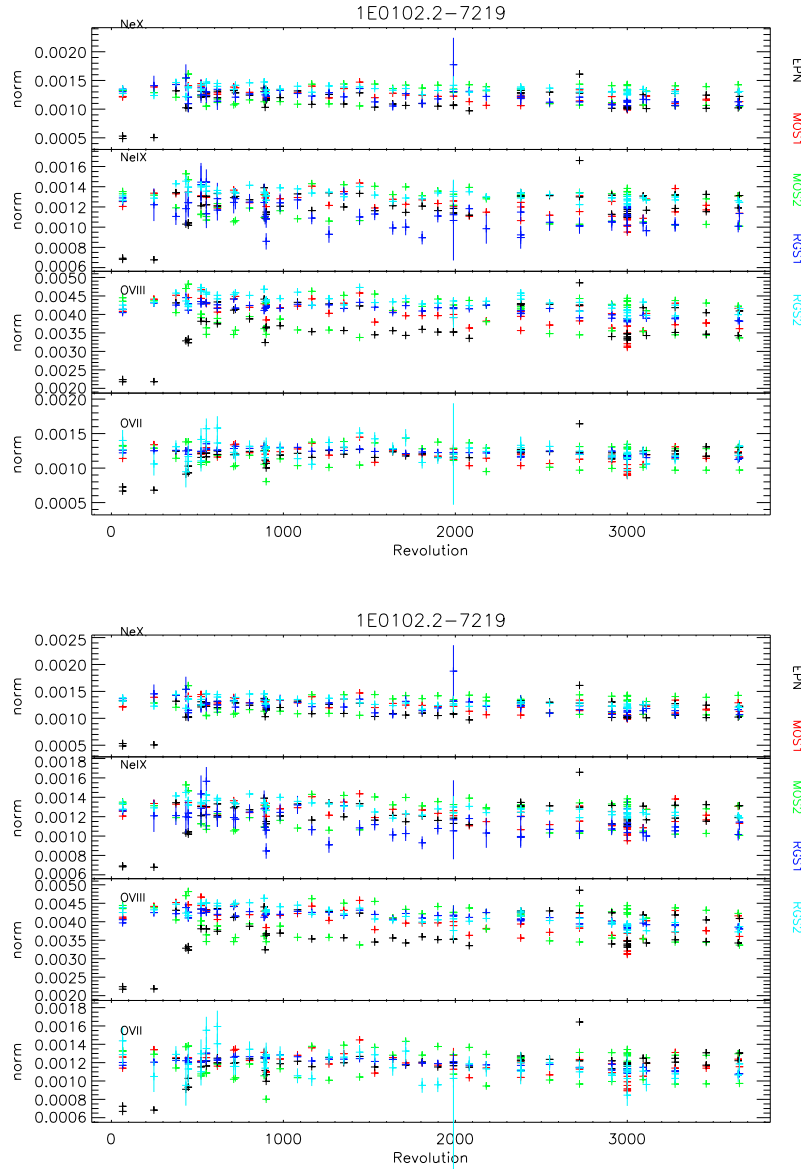 1E0102.2-7219
NeX
norm
0.0020
0.0015
0.0010
0.0005
NeIX
norm
0.0016
0.0014
0.0012
0.0010
0.0008
0.0006
OVIII
norm
0.0050
0.0045
0.0040
0.0035
0.0030
0.0025
0.0020
OVII
norm
0.0020
0.0015
0.0010
0.0005
0 1000 2000 3000
Revolution
EPN
MOS1
MOS2
RGS1
RGS2
1E0102.2-7219
NeX
norm
0.0025
0.0020
0.0015
0.0010
0.0005
NeIX
norm
0.0018
0.0016
0.0014
0.0012
0.0010
0.0008
0.0006
OVIII
norm
0.0050
0.0045
0.0040
0.0035
0.0030
0.0025
0.0020
OVII
norm
0.0018
0.0016
0.0014
0.0012
0.0010
0.0008
0.0006
0 1000 2000 3000
Revolution
EPN
MOS1
MOS2
RGS1
RGS2